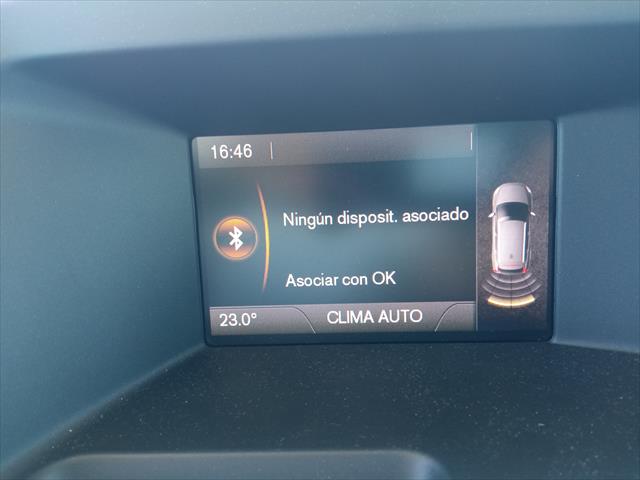 16:46
Ningún disposit. asociado
Asociar con OK
23.0° CLIMA AUTO